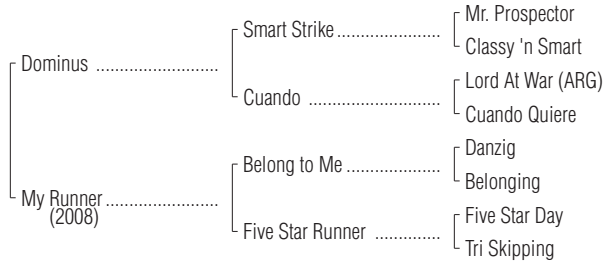 Mr. Prospector
Smart Strike
Classy 'n Smart
Dominus
Lord At War (ARG)
Cuando
Cuando Quiere
Danzig
Belong to Me
Belonging
My Runner
(2008)
Five Star Day
Five Star Runner
Tri Skipping